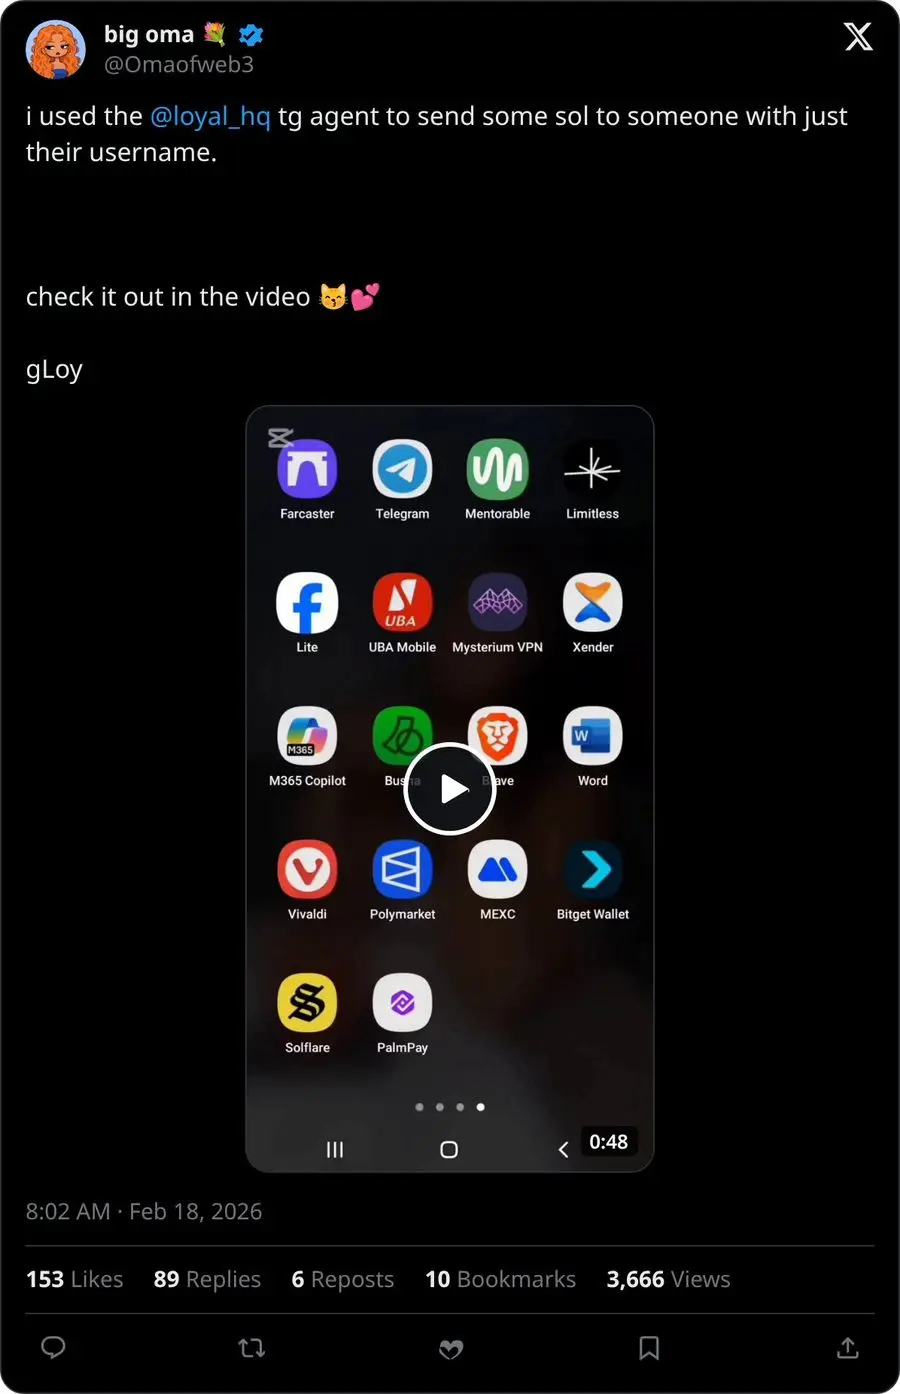 big oma
@Omaofweb3
i used the @loyal_hq tg agent to send some sol to someone with just
their username.
check it out in the video
gLoy
Farcaster
Telegram
Mentorable
Limitless
UBA
Lite
UBA Mobile
Mysterium VPN
Xender
M365
W
M365 Copilot
Word
Vivaldi
Polymarket
MEXC
Bitget Wallet
Solflare
PalmPay
0:48
8:02 AM · Feb 18, 2026
153 Likes 89 Replies 6 Reposts 10 Bookmarks 3,666 Views